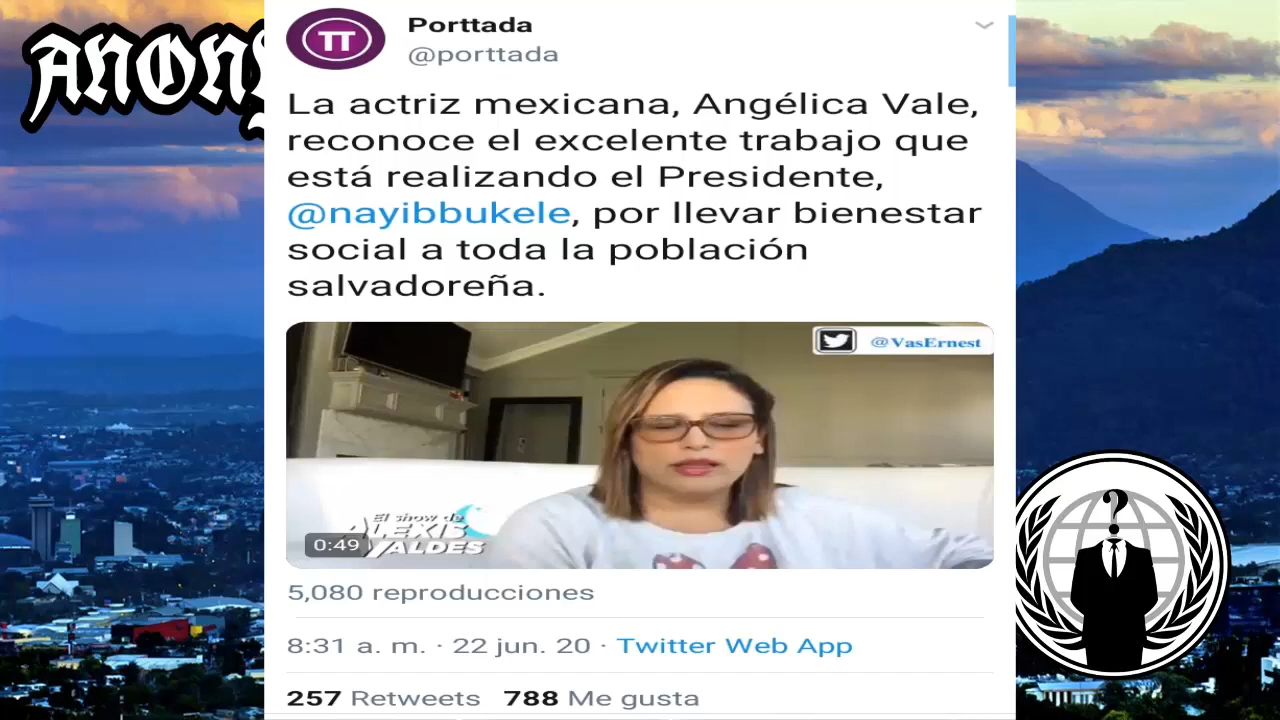 Porttada
@porttada
La actriz mexicana, Angélica Vale,
reconoce el excelente trabajo que
está realizando el Presidente,
@nayibbukele, por llevar bienestar
social a toda la población
salvadoreña.
@VasErnest
El show de
ALEXIS
VALDES
0:49
5,080 reproducciones
8:31 a. m. · 22 jun. 20 · Twitter Web App
257 Retweets 788 Me gusta